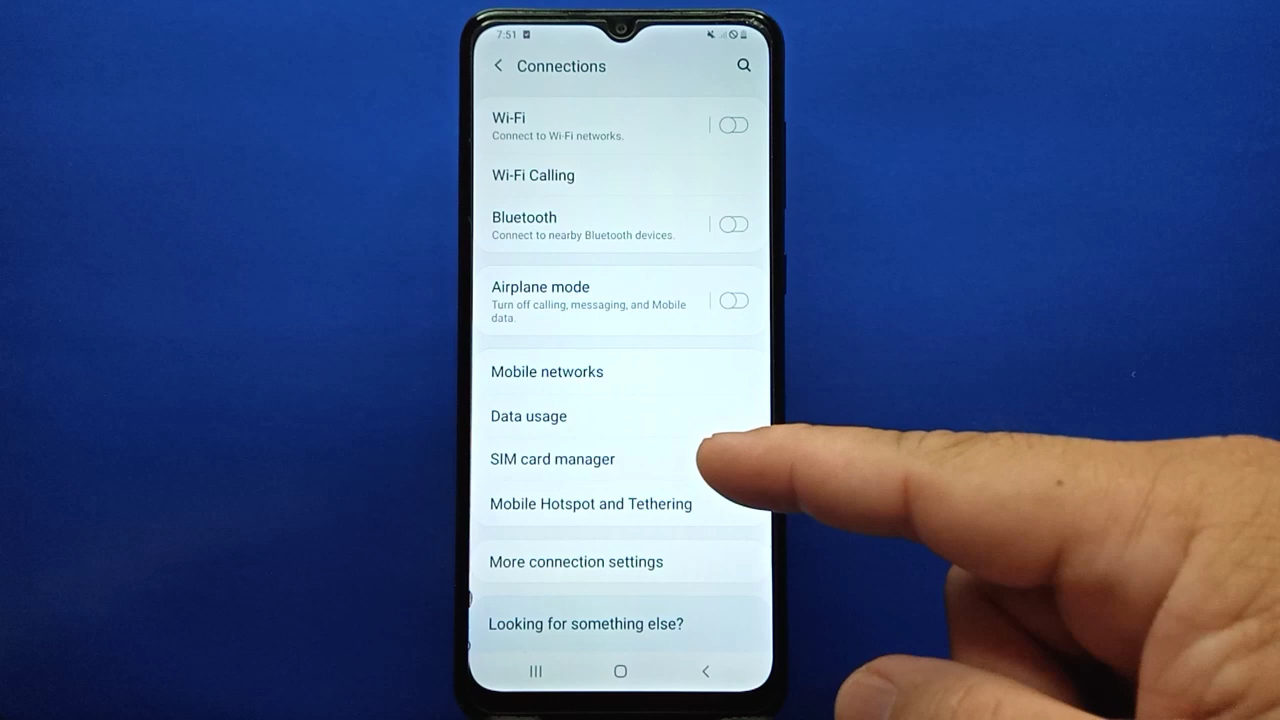 7:51
Connections
Wi-Fi
Connect to Wi-Fi networks.
Wi-Fi Calling
Bluetooth
Connect to nearby Bluetooth devices.
Airplane mode
Turn off calling, messaging, and Mobile
data.
Mobile networks
Data usage
SIM card manager
Mobile Hotspot and Tethering
More connection settings
Looking for something else?